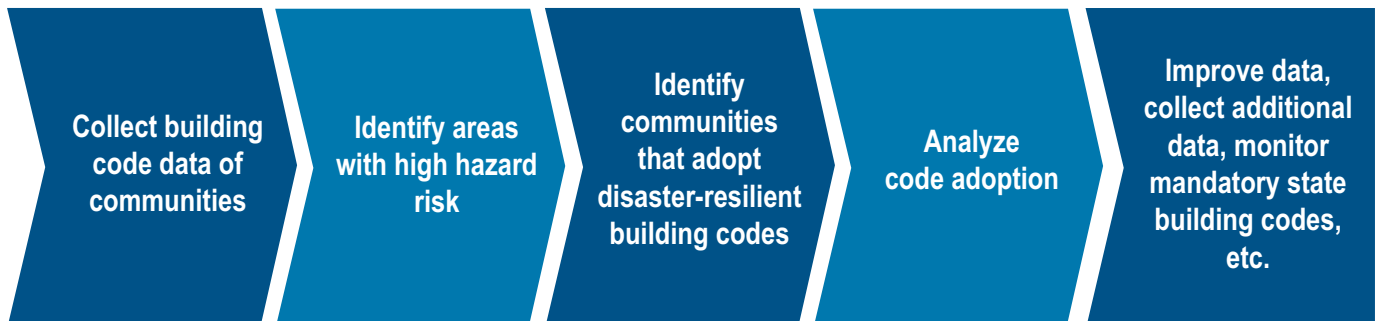 Collect building
code data of
communities
Identify areas
with high hazard
risk
Identify
communities
that adopt
disaster-resilient
building codes
Analyze
code adoption
Improve data,
collect additional
data, monitor
mandatory state
building codes,
etc.